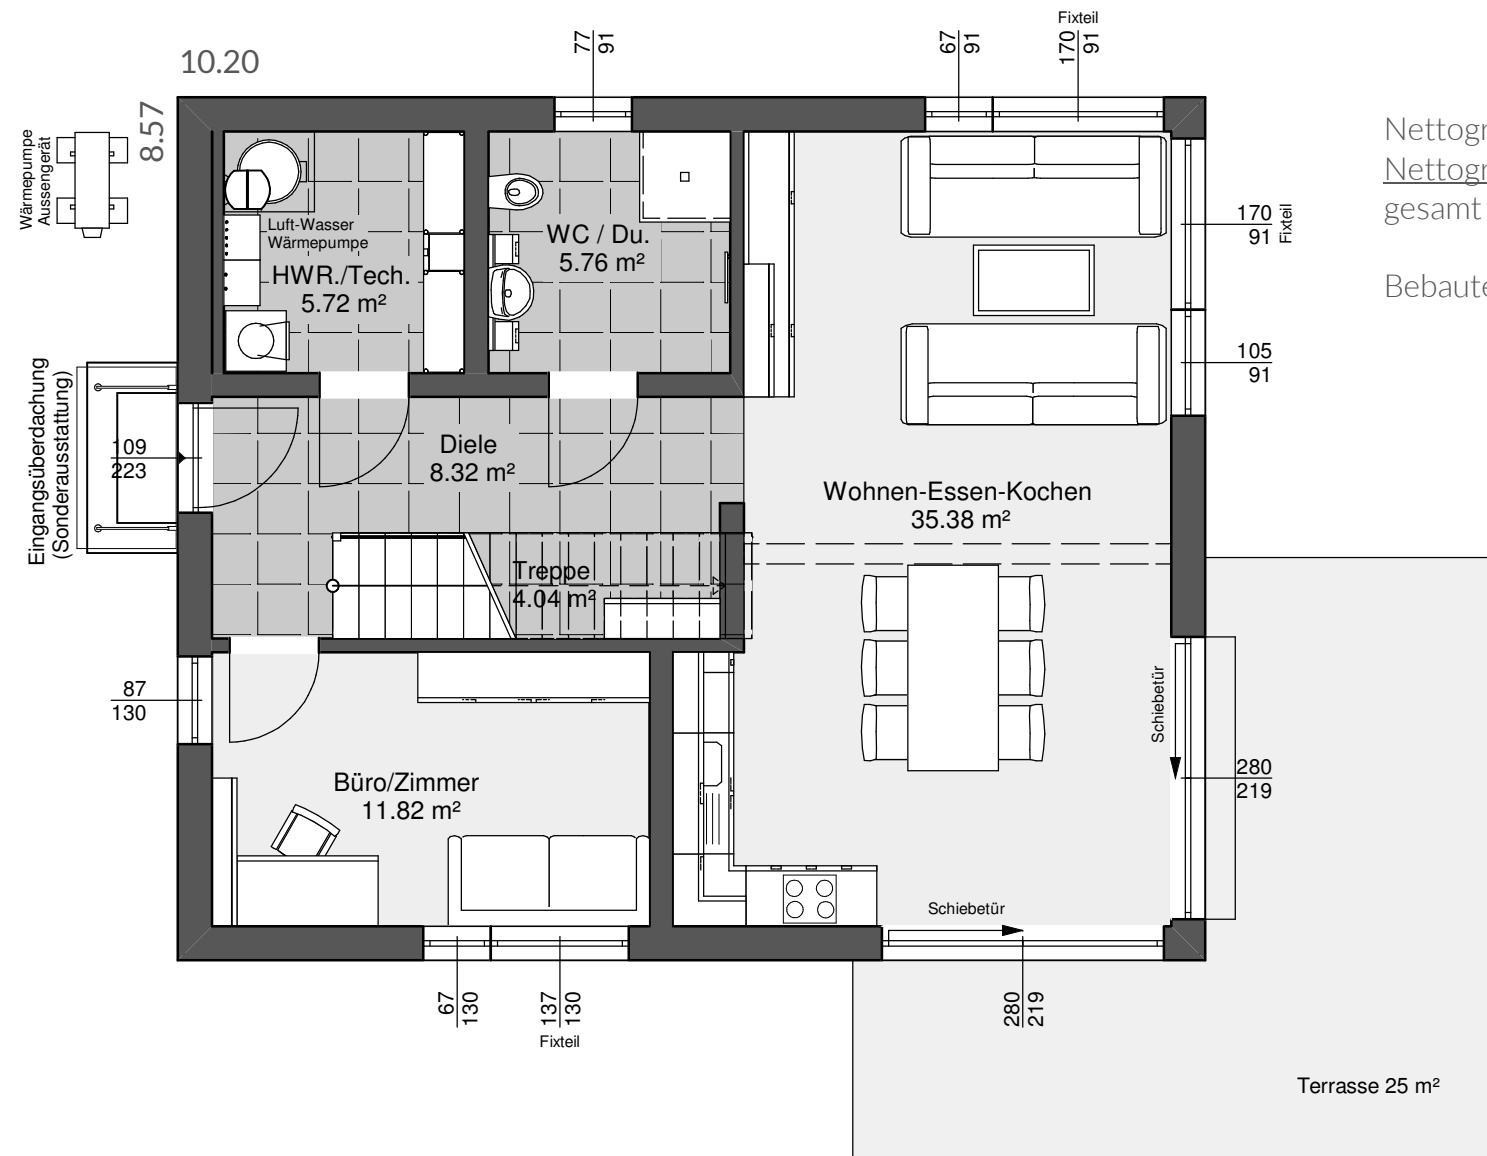 10.20
8.57
Wärmepumpe
Aussengerät
77
91
67
91
Fixteil
170
91
Nettogr
Nettogr
gesamt
Bebaute
Luft-Wasser
Wärmepumpe
HWR./Tech.
5.72 m²
WC / Du.
5.76 m²
170
91
Fixteil
105
91
Eingangsüberdachung
(Sonderausstattung)
109
223
Diele
8.32 m²
Wohnen-Essen-Kochen
35.38 m²
Treppe
4.04 m²
87
130
Büro/Zimmer
11.82 m²
Schiebetür
280
219
Schiebetür
67
130
137
130
Fixteil
280
219
Terrasse 25 m²